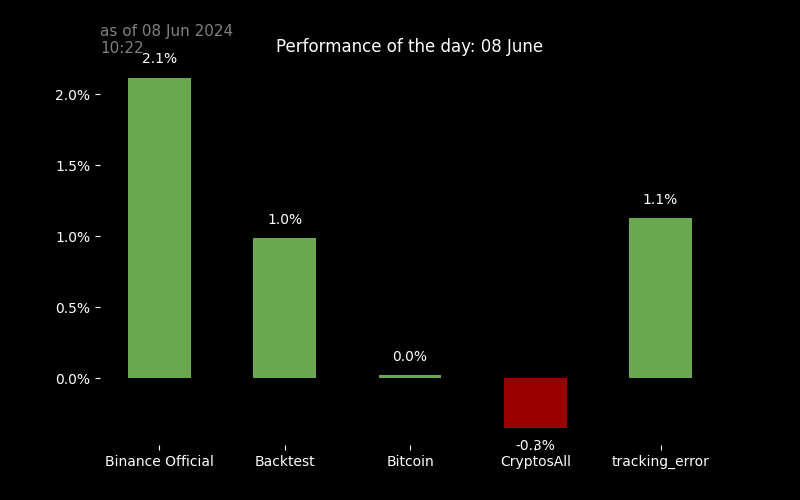 as of 08 Jun 2024
10:22
Performance of the day: 08 June
2.1%
2.0%
1.5%
1.0%
0.5%
0.0%
1.0%
0.0%
-0.3%
1.1%
Binance Official
Backtest
Bitcoin
CryptosAll
tracking_error